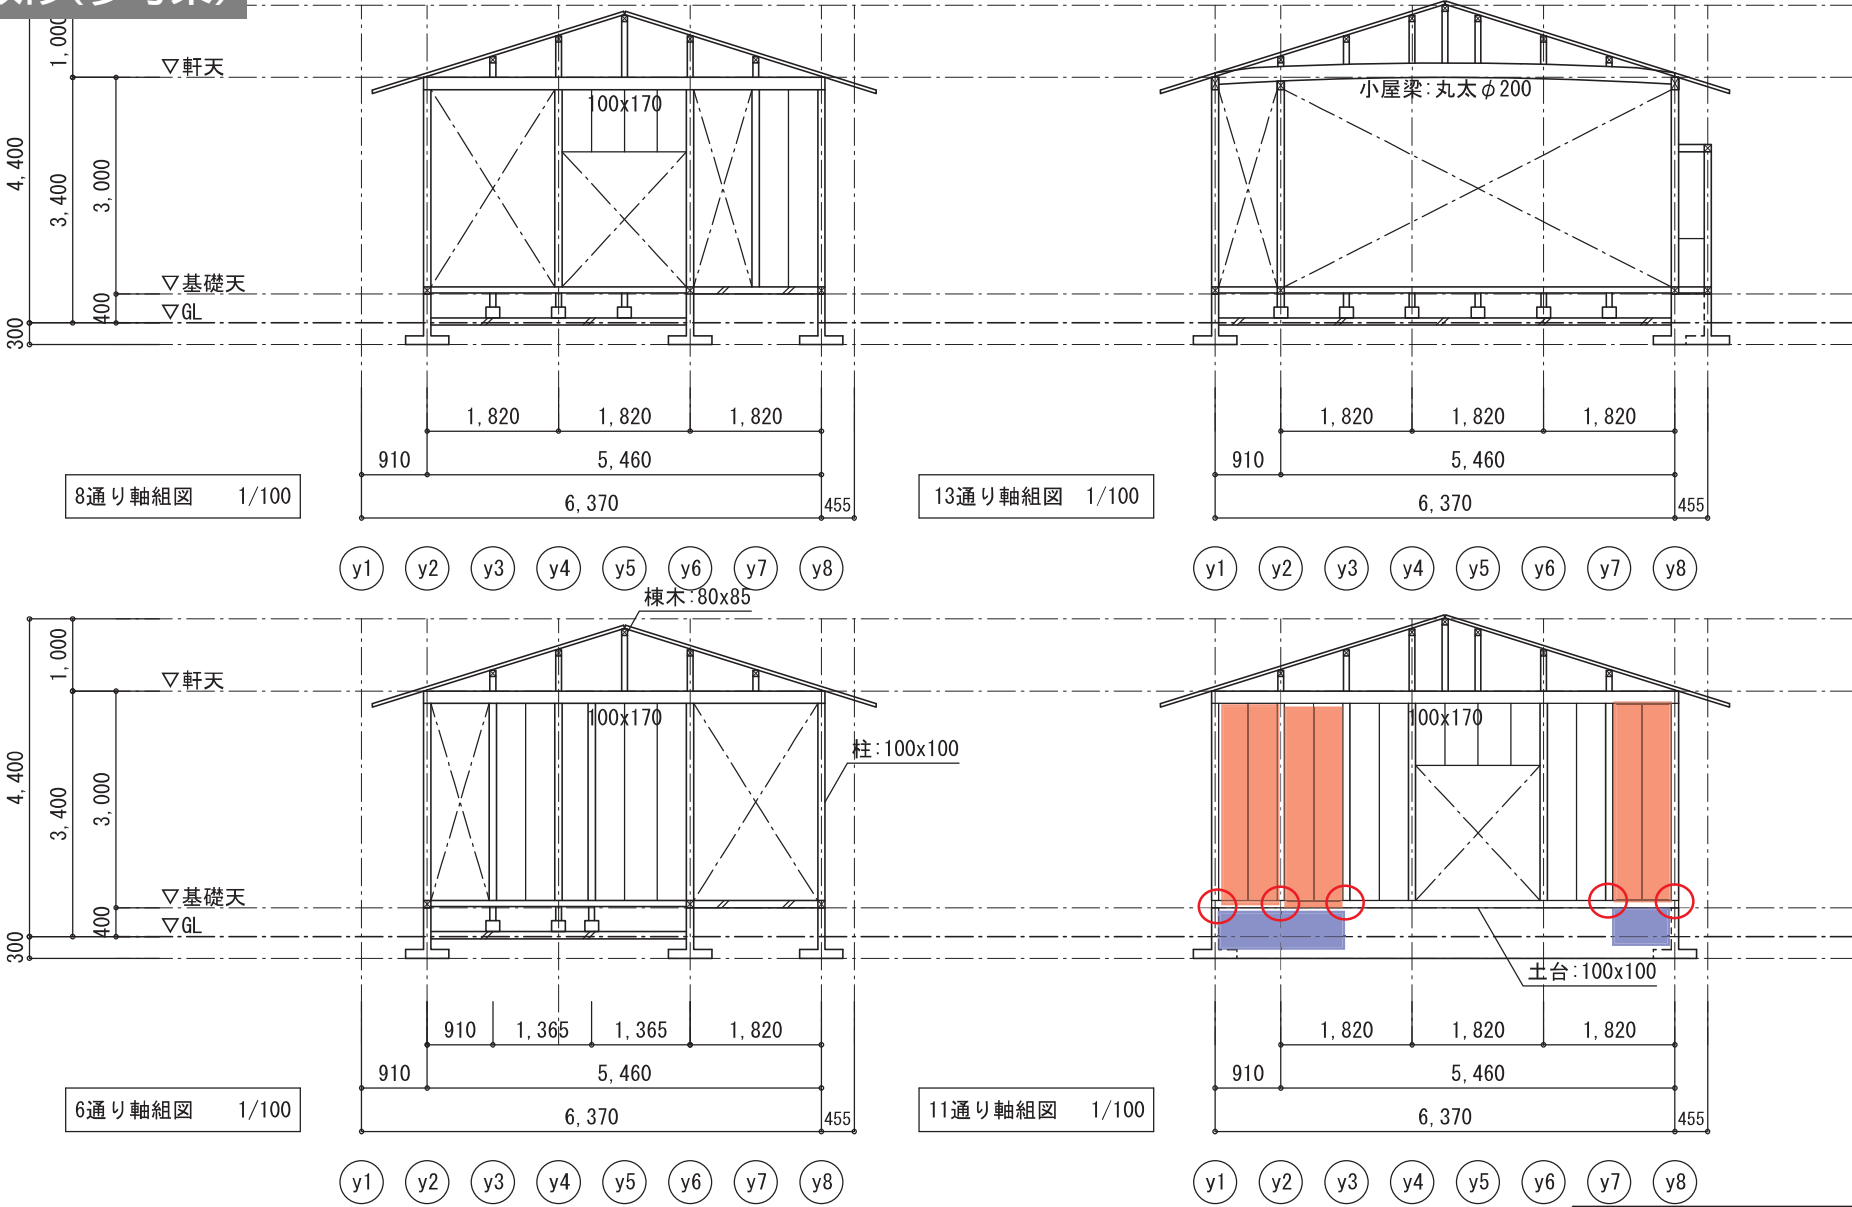 (参考案)
1,000
▽軒天
4,400
3,400
3,000
▽基礎天
400
▽GL
300
100x170
1,820 1,820 1,820
910 5,460
6,370 455
8通り軸組図 1/100
小屋梁:丸太φ200
1,820 1,820 1,820
910 5,460
6,370 455
13通り軸組図 1/100
y1 y2 y3 y4 y5 y6 y7 y8
y1 y2 y3 y4 y5 y6 y7 y8
棟木:80x85
1,000
▽軒天
4,400
3,400
3,000
▽基礎天
400
▽GL
300
100x170
柱:100x100
910 1,365 1,365 1,820
910 5,460
6,370 455
6通り軸組図 1/100
100x170
土台:100x100
1,820 1,820 1,820
910 5,460
6,370 455
11通り軸組図 1/100
y1 y2 y3 y4 y5 y6 y7 y8
y1 y2 y3 y4 y5 y6 y7 y8